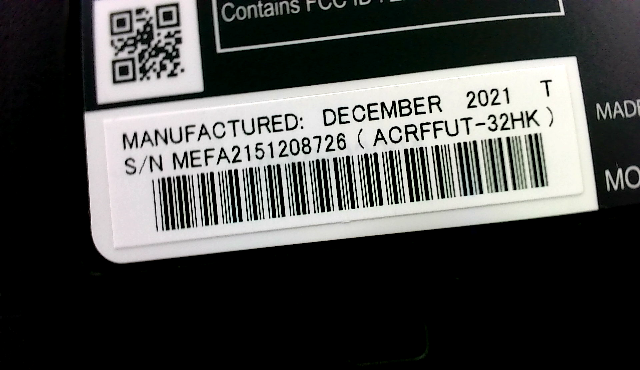 Contains FCC ID
MANUFACTURED: DECEMBER 2021 T
S/N MEFA2151208726 ( ACRFFUT-32HK )
MADE
MO